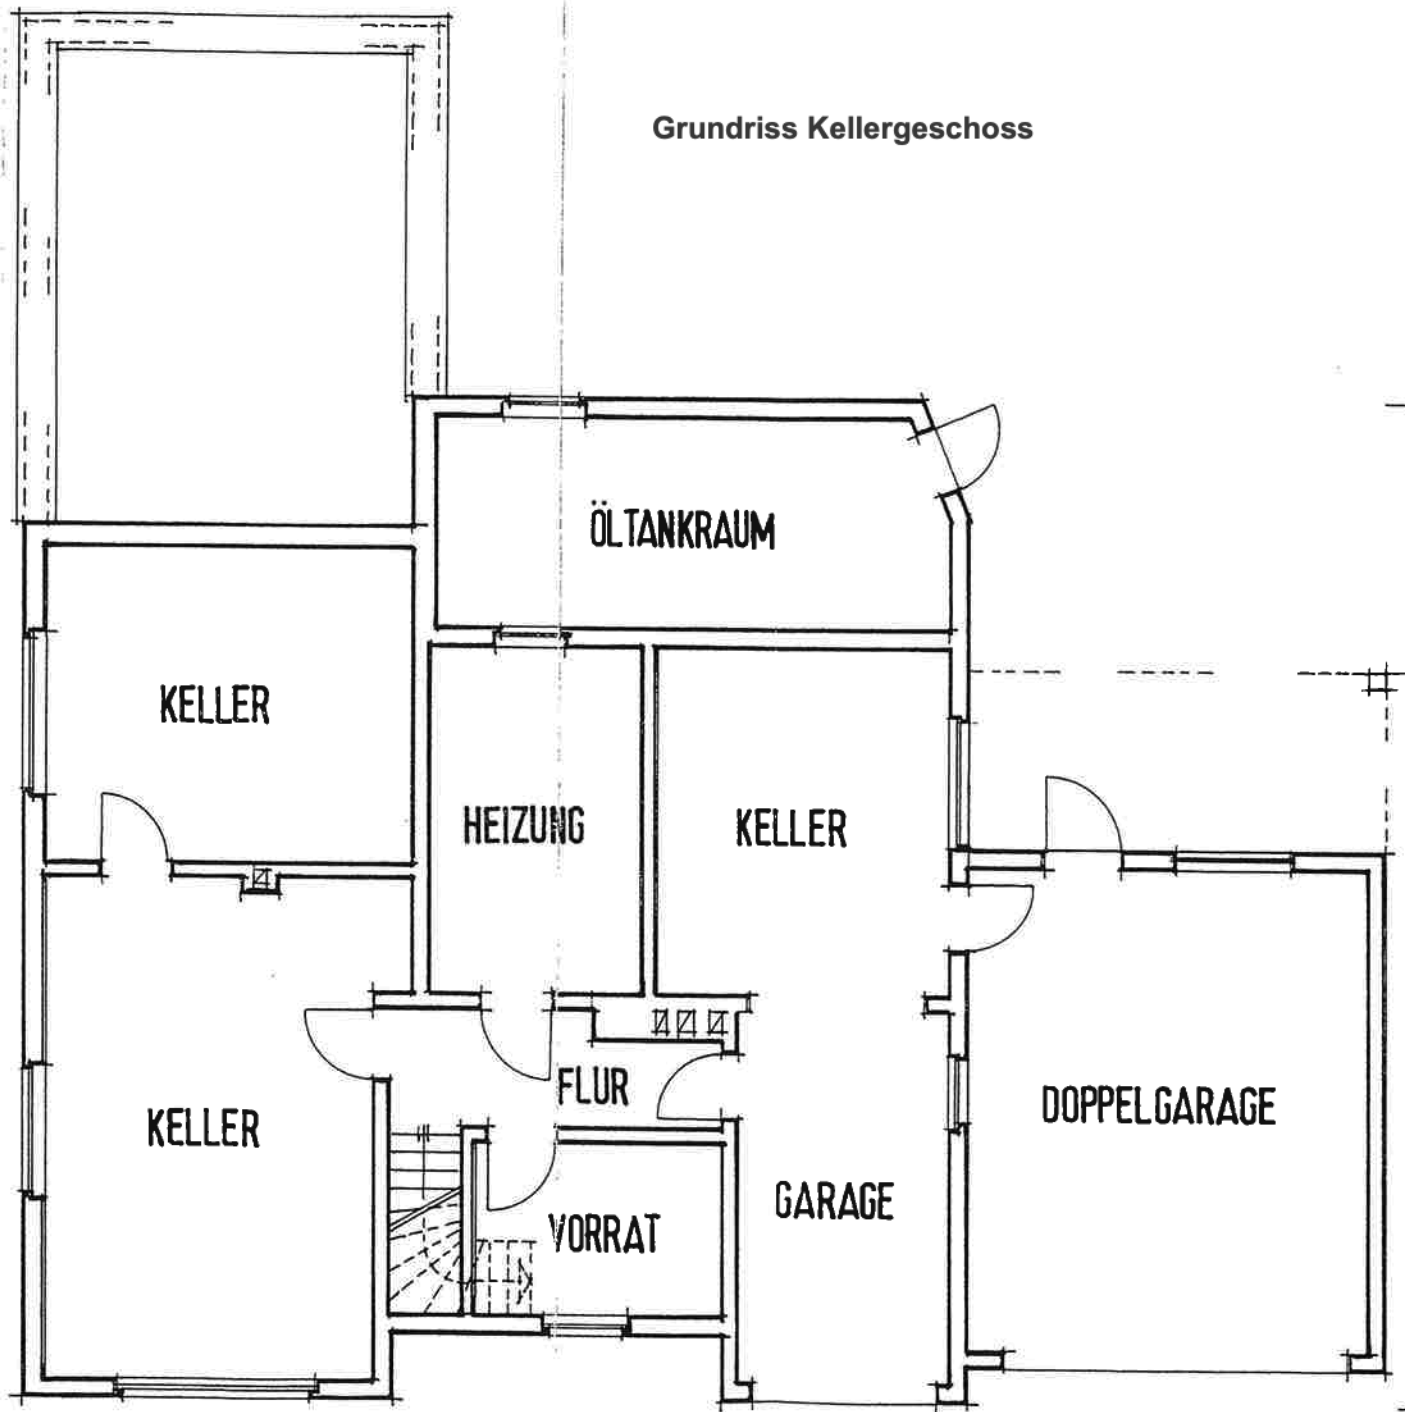 Grundriss Kellergeschoss
ÖLTANKRAUM
KELLER
HEIZUNG
KELLER
FLUR
KELLER
DOPPELGARAGE
GARAGE
VORRAT